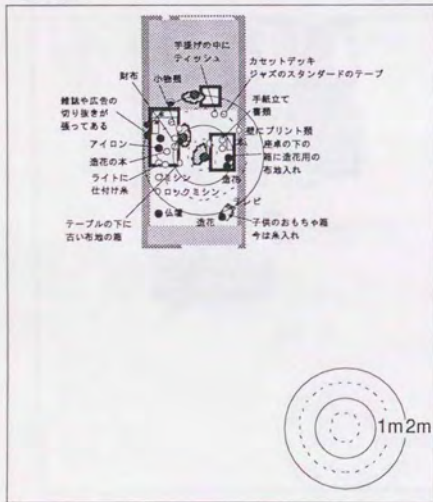 手提げの中に
ティッシュ
カセットデッキ
ジャズのスタンダードのテープ
財布
小物類
手紙立て
書類
雑誌や広告の
切り抜きが
張ってある
壁にプリント類
本
座卓の下の
箱に造花用の
布地入れ
アイロン
造花の本
造花
ライトに
仕付け糸
ミシン
ロックミシン
テレビ
テーブルの下に
古い布地の箱
仏壇
造花
子供のおもちゃ箱
今は糸入れ
1m2m